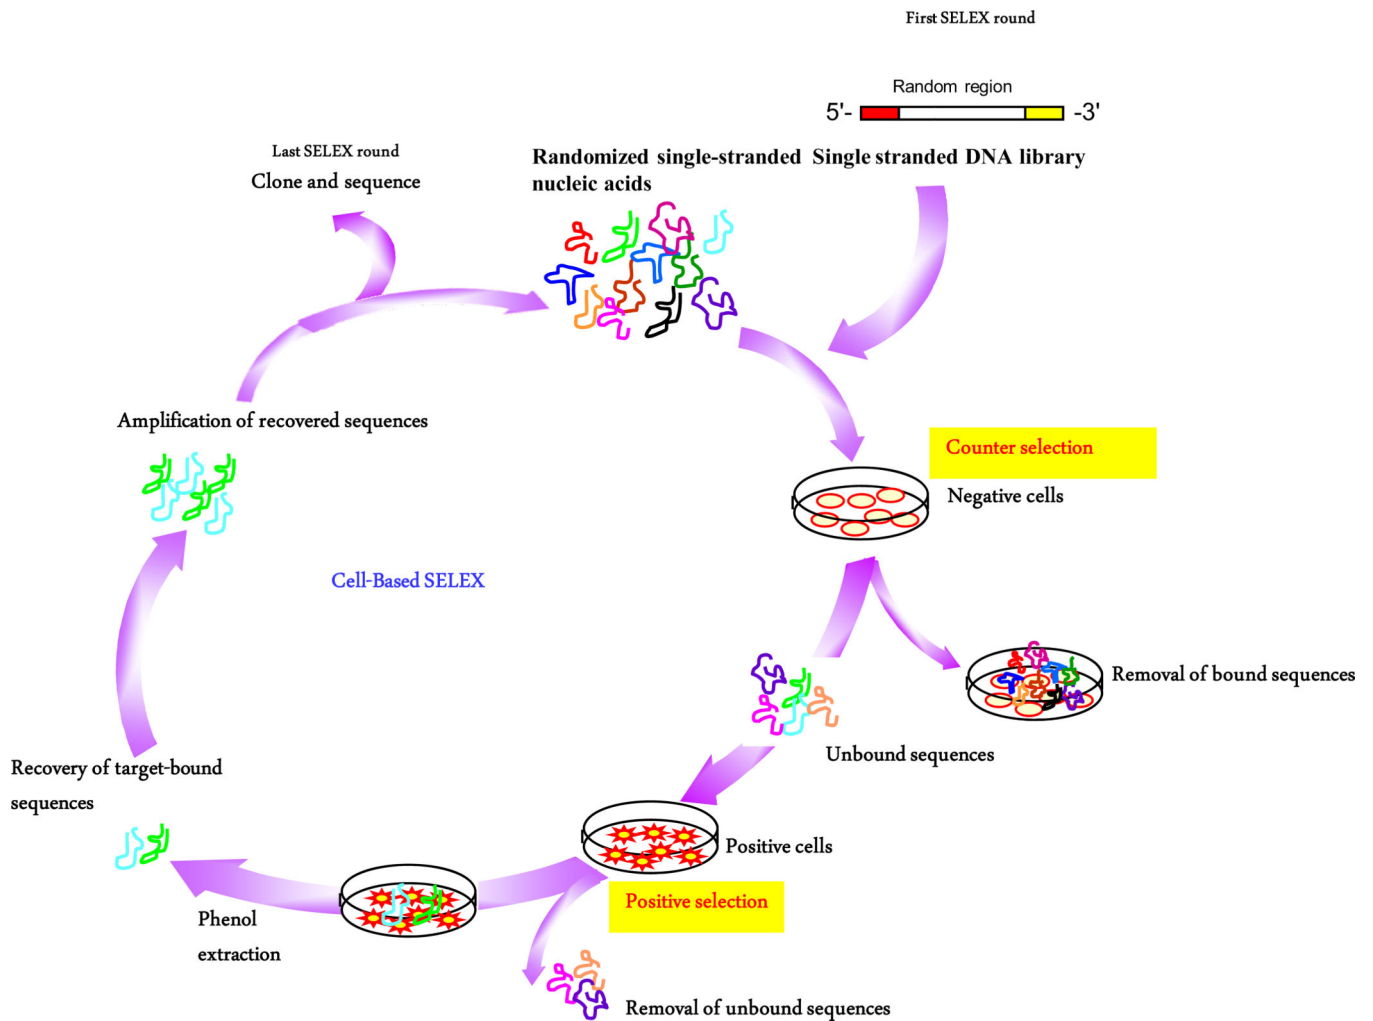 First SELEX round
Random region
5'- -3'
Last SELEX round
Clone and sequence
Randomized single-stranded Single stranded DNA library
nucleic acids
Amplification of recovered sequences
Counter selection
Negative cells
Cell-Based SELEX
Removal of bound sequences
Unbound sequences
Recovery of target-bound
sequences
Positive cells
Positive selection
Phenol
extraction
Removal of unbound sequences